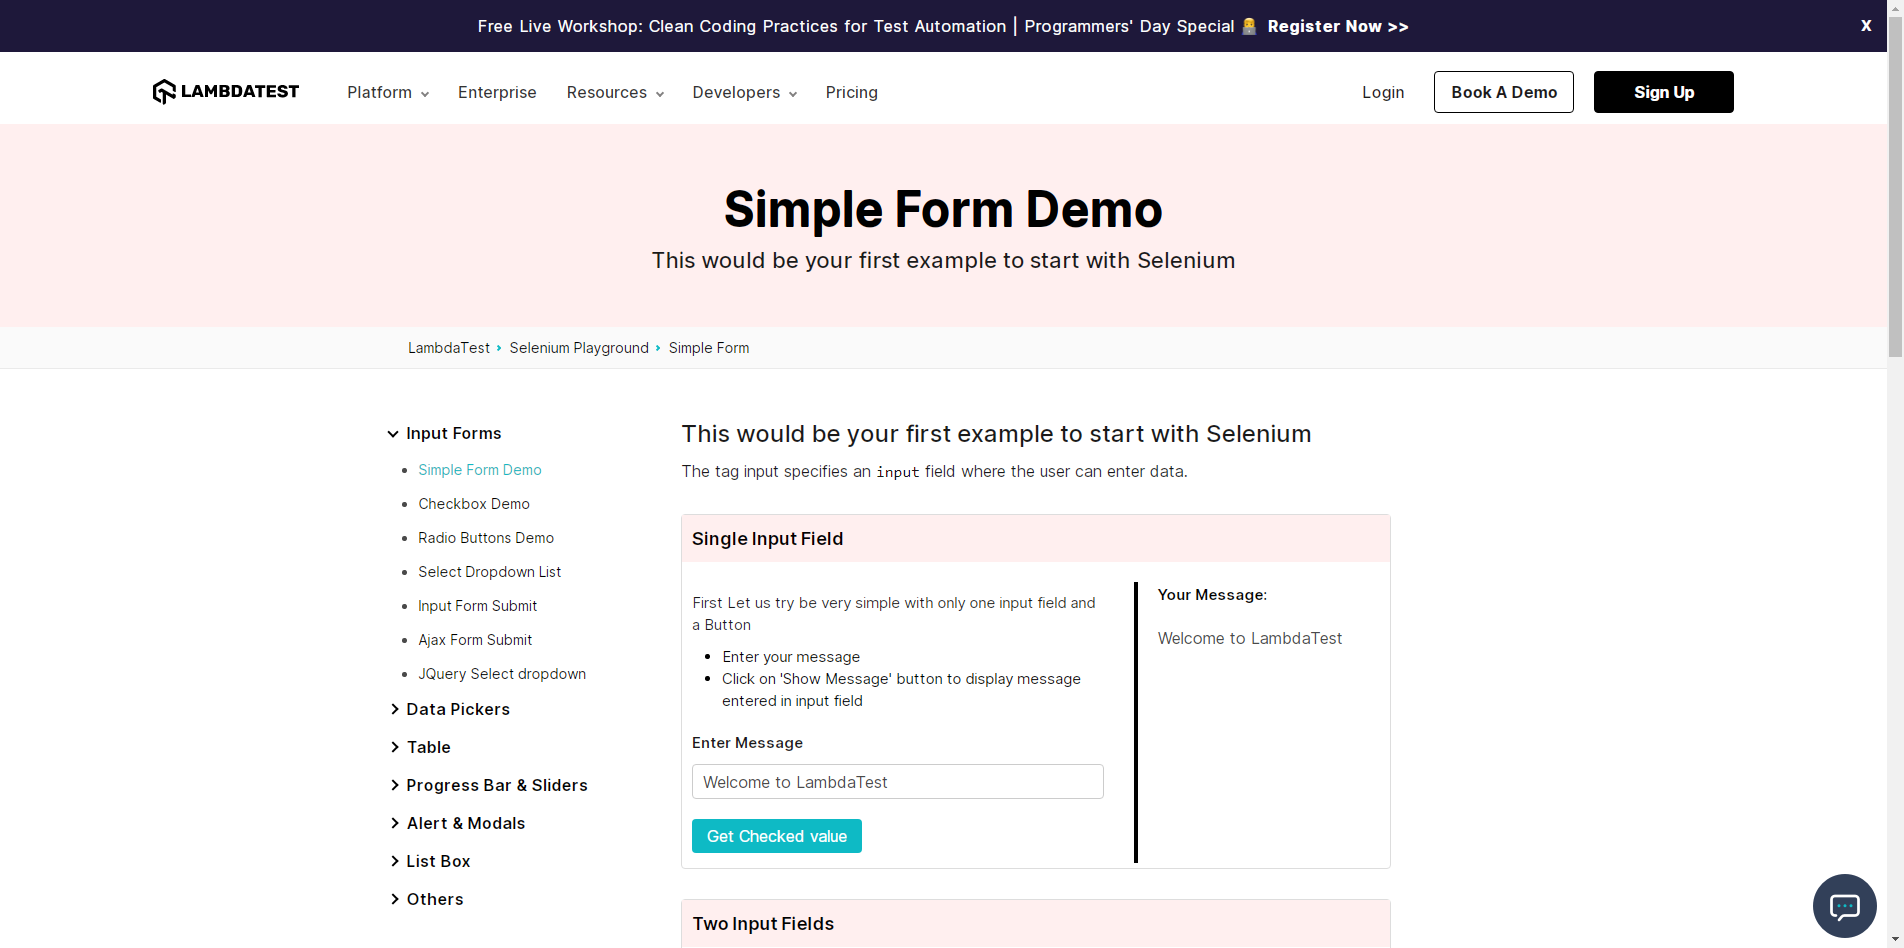 Free Live Workshop: Clean Coding Practices for Test Automation | Programmers' Day Special Register Now >>
X
LAMBDATEST
Platform
Enterprise
Resources
Developers
Pricing
Login
Book A Demo
Sign Up
Simple Form Demo
This would be your first example to start with Selenium
LambdaTest › Selenium Playground › Simple Form
Input Forms
Simple Form Demo
Checkbox Demo
Radio Buttons Demo
Select Dropdown List
Input Form Submit
Ajax Form Submit
JQuery Select dropdown
Data Pickers
Table
Progress Bar & Sliders
Alert & Modals
List Box
Others
This would be your first example to start with Selenium
The tag input specifies an input field where the user can enter data.
Single Input Field
First Let us try be very simple with only one input field and
a Button
Enter your message
Click on 'Show Message' button to display message
entered in input field
Enter Message
Welcome to LambdaTest
Get Checked value
Your Message:
Welcome to LambdaTest
Two Input Fields